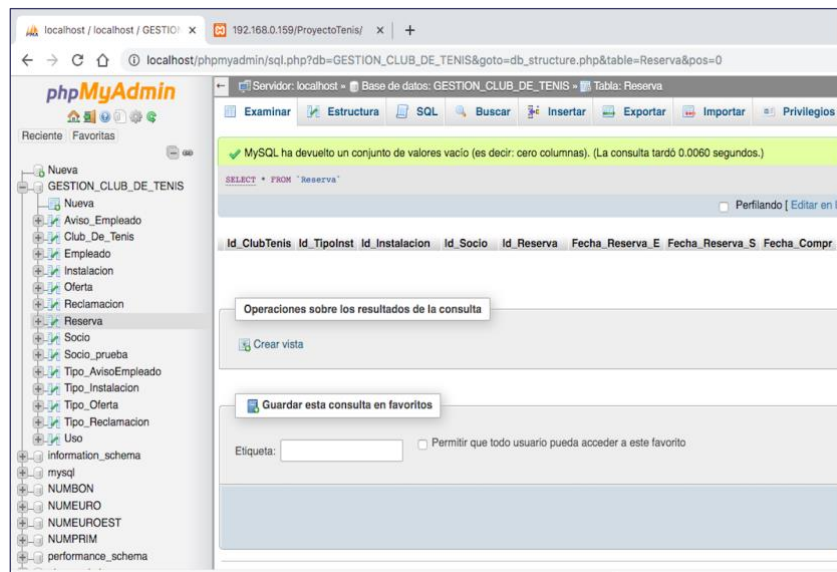 localhost / localhost / GESTION
192.168.0.159/ProyectoTenis/
localhost/phpmyadmin/sql.php?db=GESTION_CLUB_DE_TENIS&goto=db_structure.php&table=Reserva&pos=0
phpMyAdmin
Reciente Favoritas
Nueva
GESTION_CLUB_DE_TENIS
Nueva
Aviso_Empleado
Club_De_Tenis
Empleado
Instalacion
Oferta
Reclamacion
Reserva
Socio
Socio_prueba
Tipo_AvisoEmpleado
Tipo_Instalacion
Tipo_Oferta
Tipo_Reclamacion
Uso
information_schema
mysql
NUMBON
NUMEURO
NUMEUROEST
NUMPRIM
performance_schema
Servidor: localhost » Base de datos: GESTION_CLUB_DE_TENIS » Tabla: Reserva
Examinar Estructura SQL Buscar Insertar Exportar Importar Privilegios
MySQL ha devuelto un conjunto de valores vacío (es decir: cero columnas). (La consulta tardó 0.0060 segundos.)
SELECT * FROM `Reserva`
Perfilando [ Editar en
Id_ClubTenis Id_TipoInst Id_Instalacion Id_Socio Id_Reserva Fecha_Reserva_E Fecha_Reserva_S Fecha_Compr
Operaciones sobre los resultados de la consulta
Crear vista
Guardar esta consulta en favoritos
Etiqueta: Permitir que todo usuario pueda acceder a este favorito